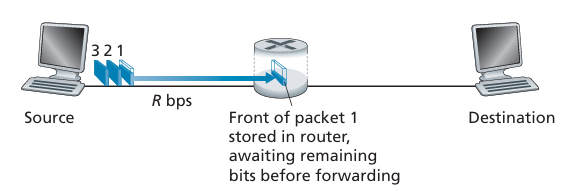 3 2 1
R bps
Source
Front of packet 1
stored in router,
awaiting remaining
bits before forwarding
Destination